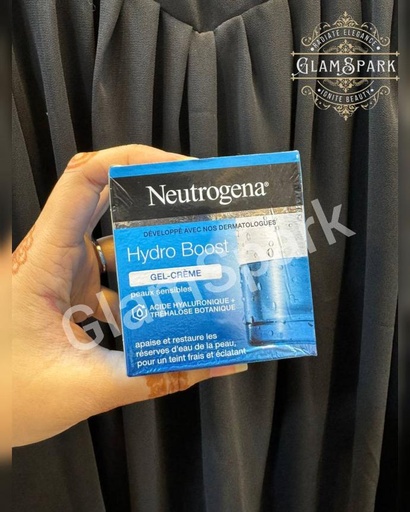 RADIATE ELEGANCE
GLAMSPARK
IGNITE BEAUTY
Neutrogena®
DÉVELOPPÉ AVEC NOS DERMATOLOGUES
Hydro Boost
GEL-CRÈME
peaux sensibles
ACIDE HYALURONIQUE +
TRÉHALOSE BOTANIQUE
apaise et restaure les
réserves d'eau de la peau,
pour un teint frais et éclatant
GlamSpark